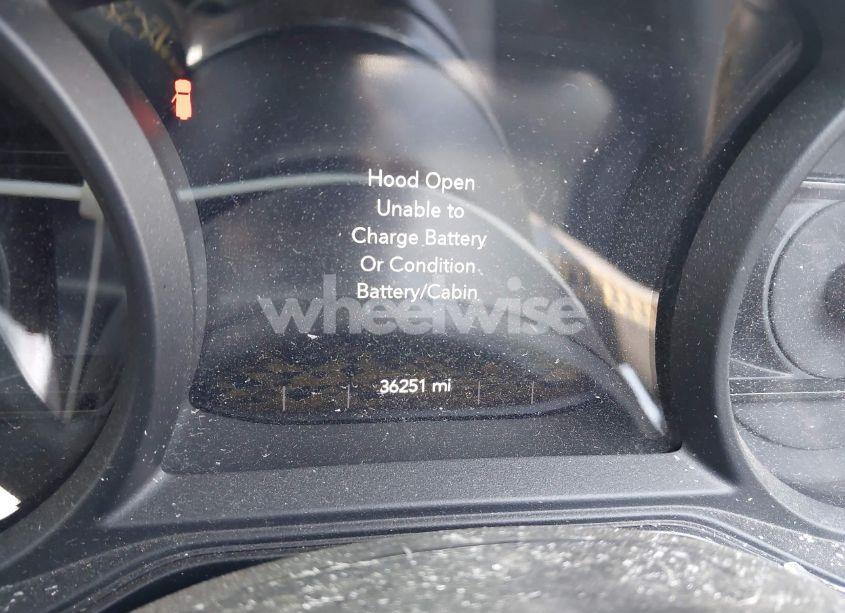 Hood Open
Unable to
Charge Battery
Or Condition
Battery/Cabin
wheelwise
36251 mi